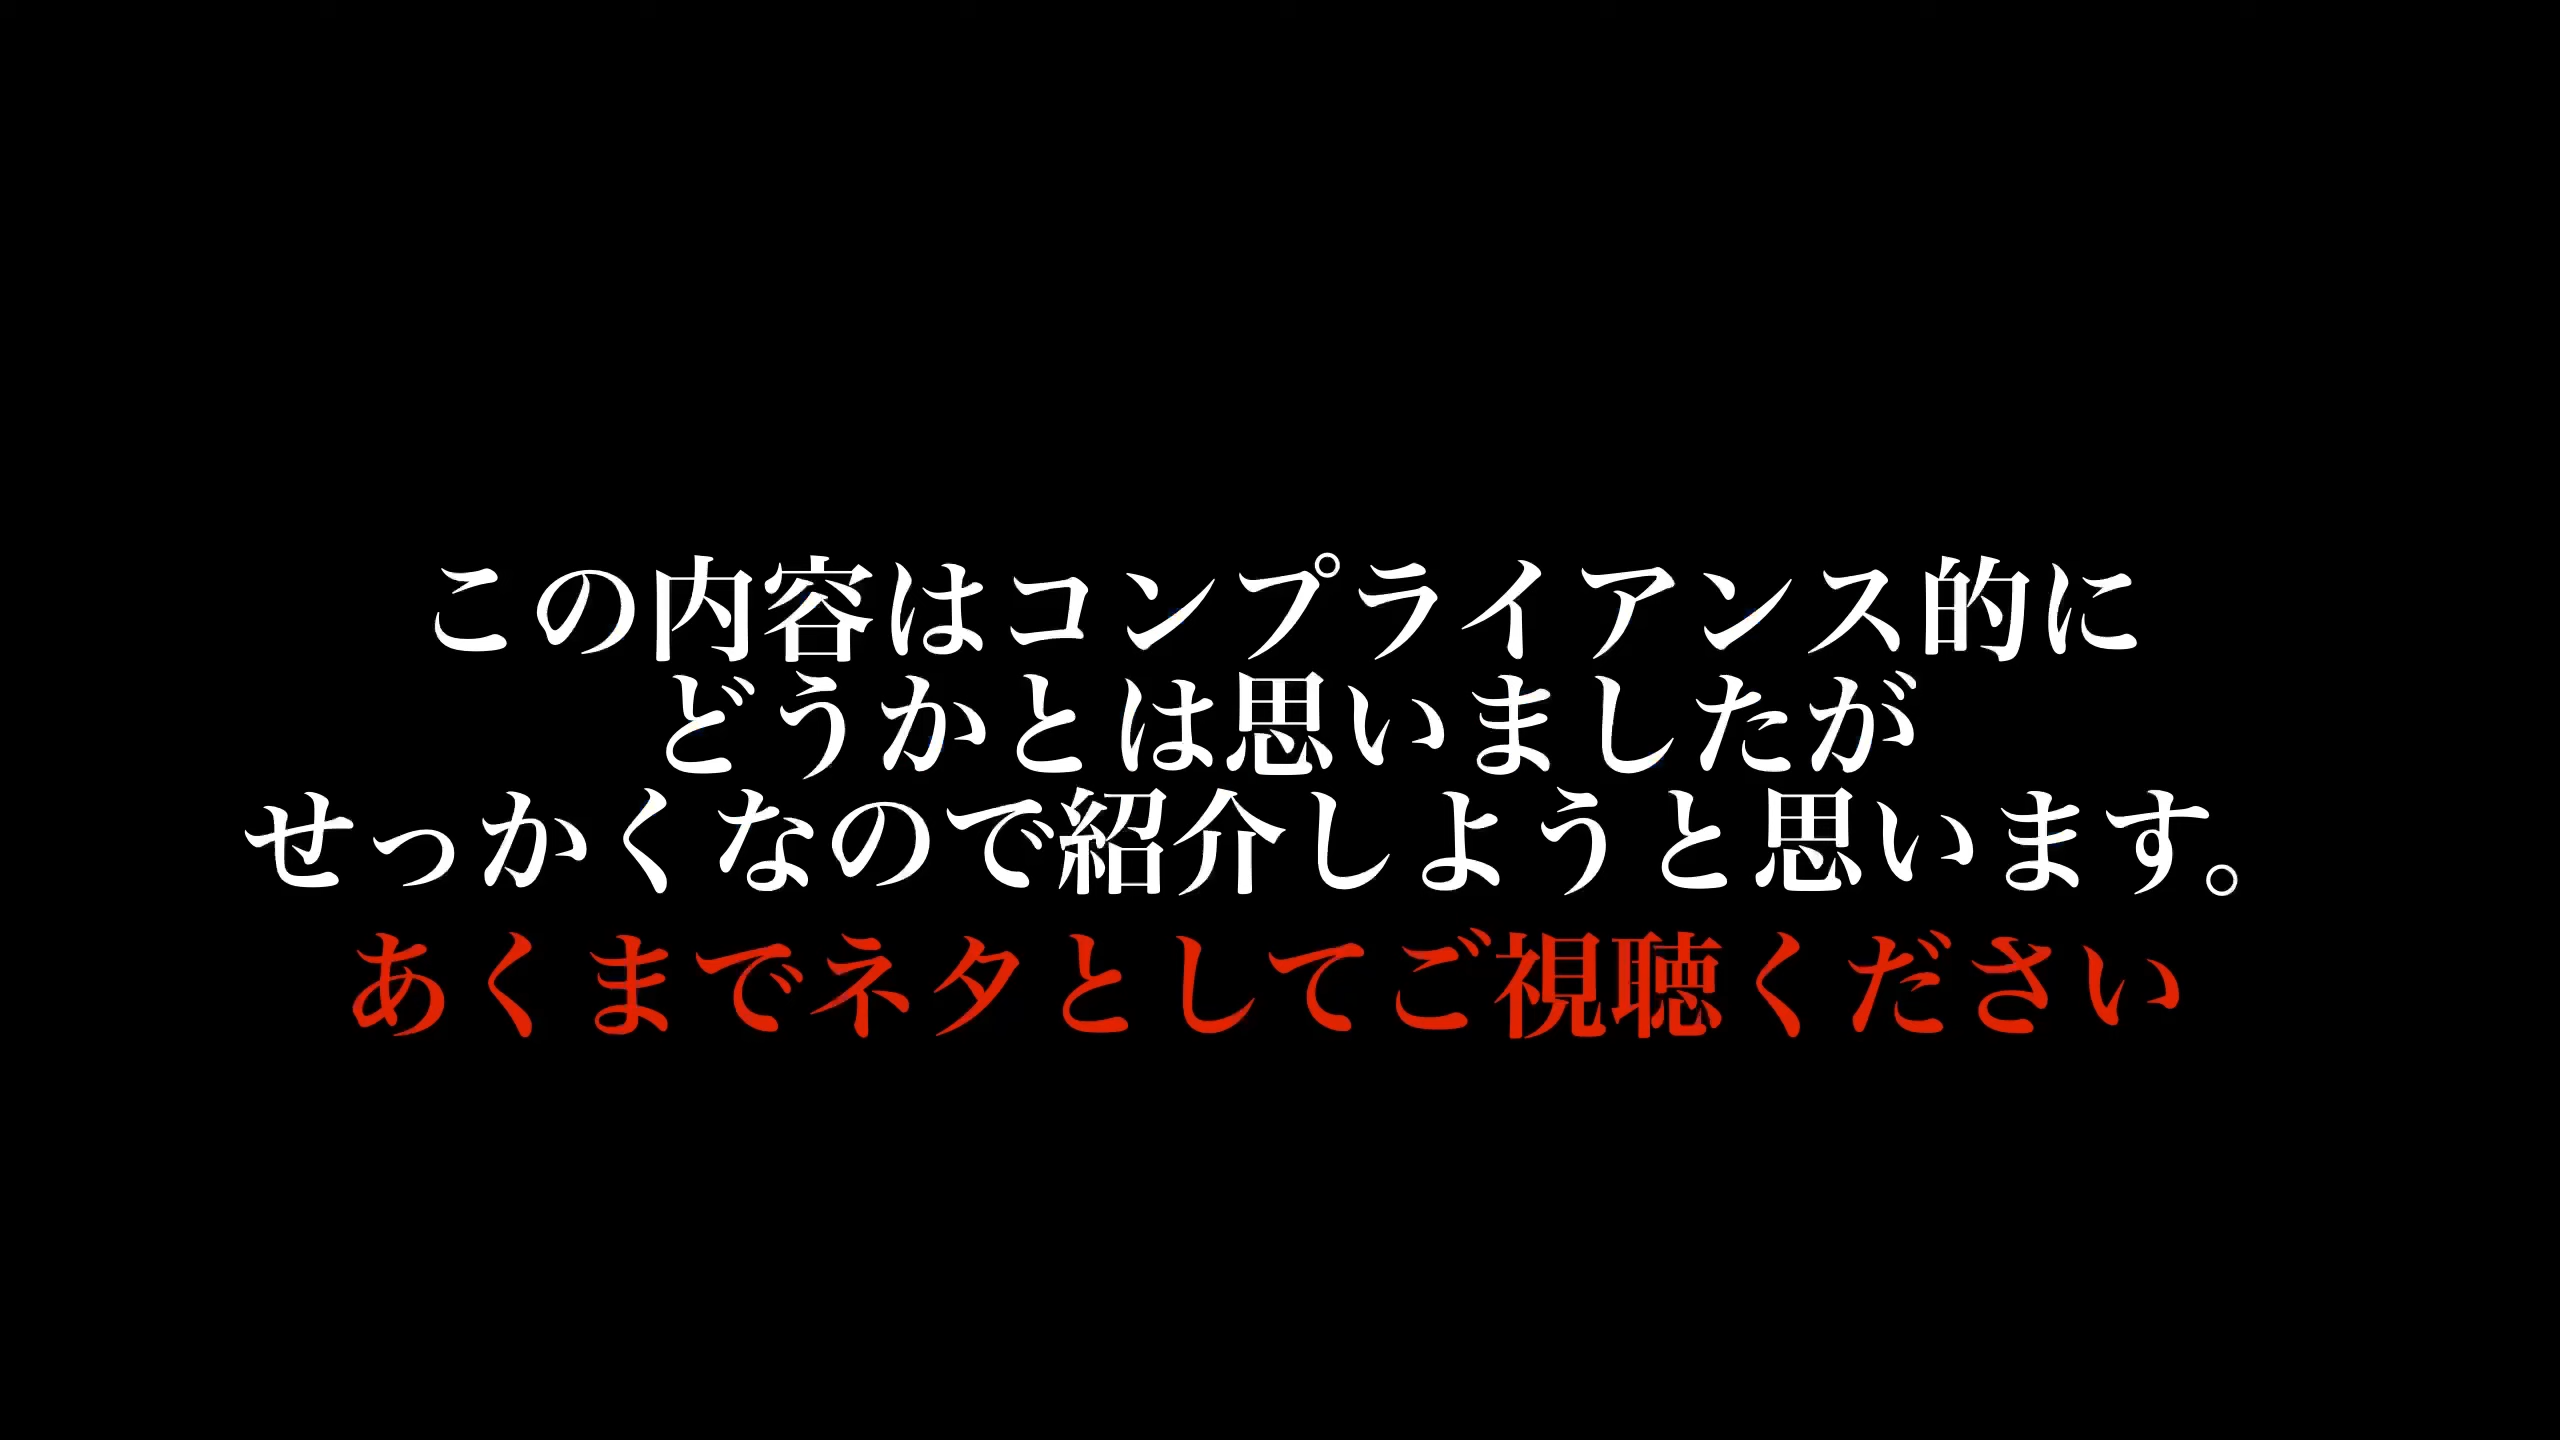 この内容はコンプライアンス的に
どうかとは思いましたが
せっかくなので紹介しようと思います。
あくまでネタとしてご視聴ください